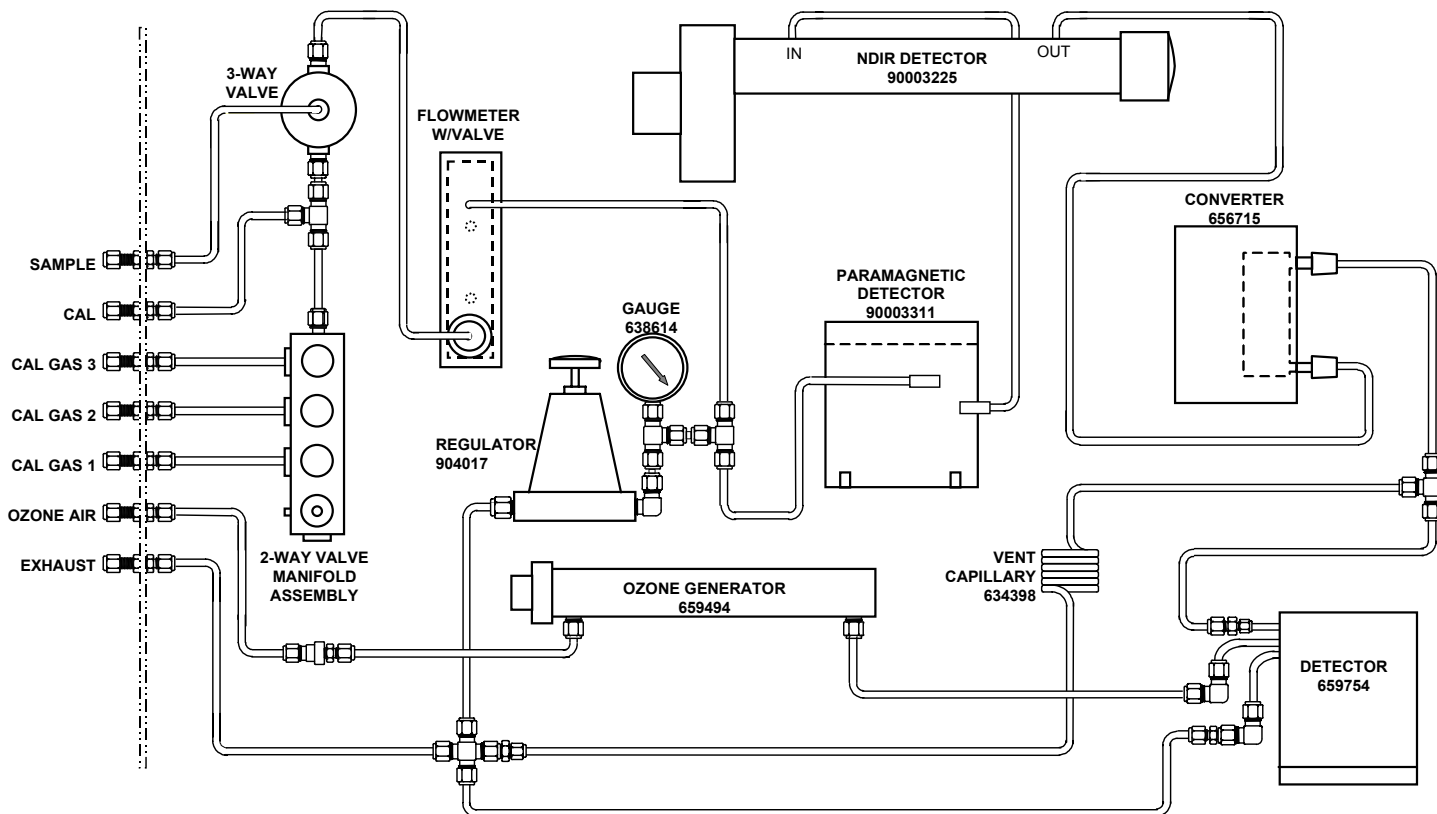 3-WAY
VALVE
FLOWMETER
W/VALVE
IN
OUT
NDIR DETECTOR
90003225
CONVERTER
656715
SAMPLE
CAL
CAL GAS 3
CAL GAS 2
CAL GAS 1
OZONE AIR
EXHAUST
2-WAY VALVE
MANIFOLD
ASSEMBLY
GAUGE
638614
PARAMAGNETIC
DETECTOR
90003311
REGULATOR
904017
OZONE GENERATOR
659494
VENT
CAPILLARY
634398
DETECTOR
659754